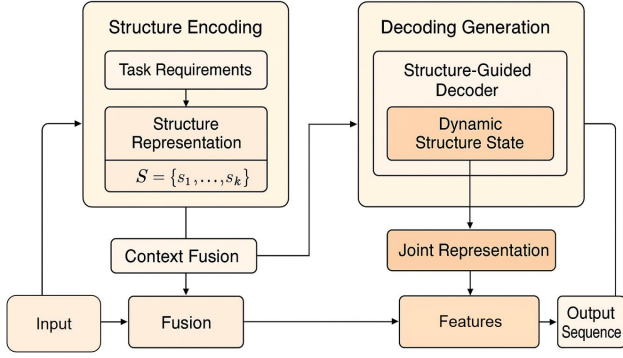 Structure Encoding
Task Requirements
Structure
Representation
S = {s₁,...,sₖ}
Context Fusion
Input
Fusion
Decoding Generation
Structure-Guided
Decoder
Dynamic
Structure State
Joint Representation
Features
Output
Sequence